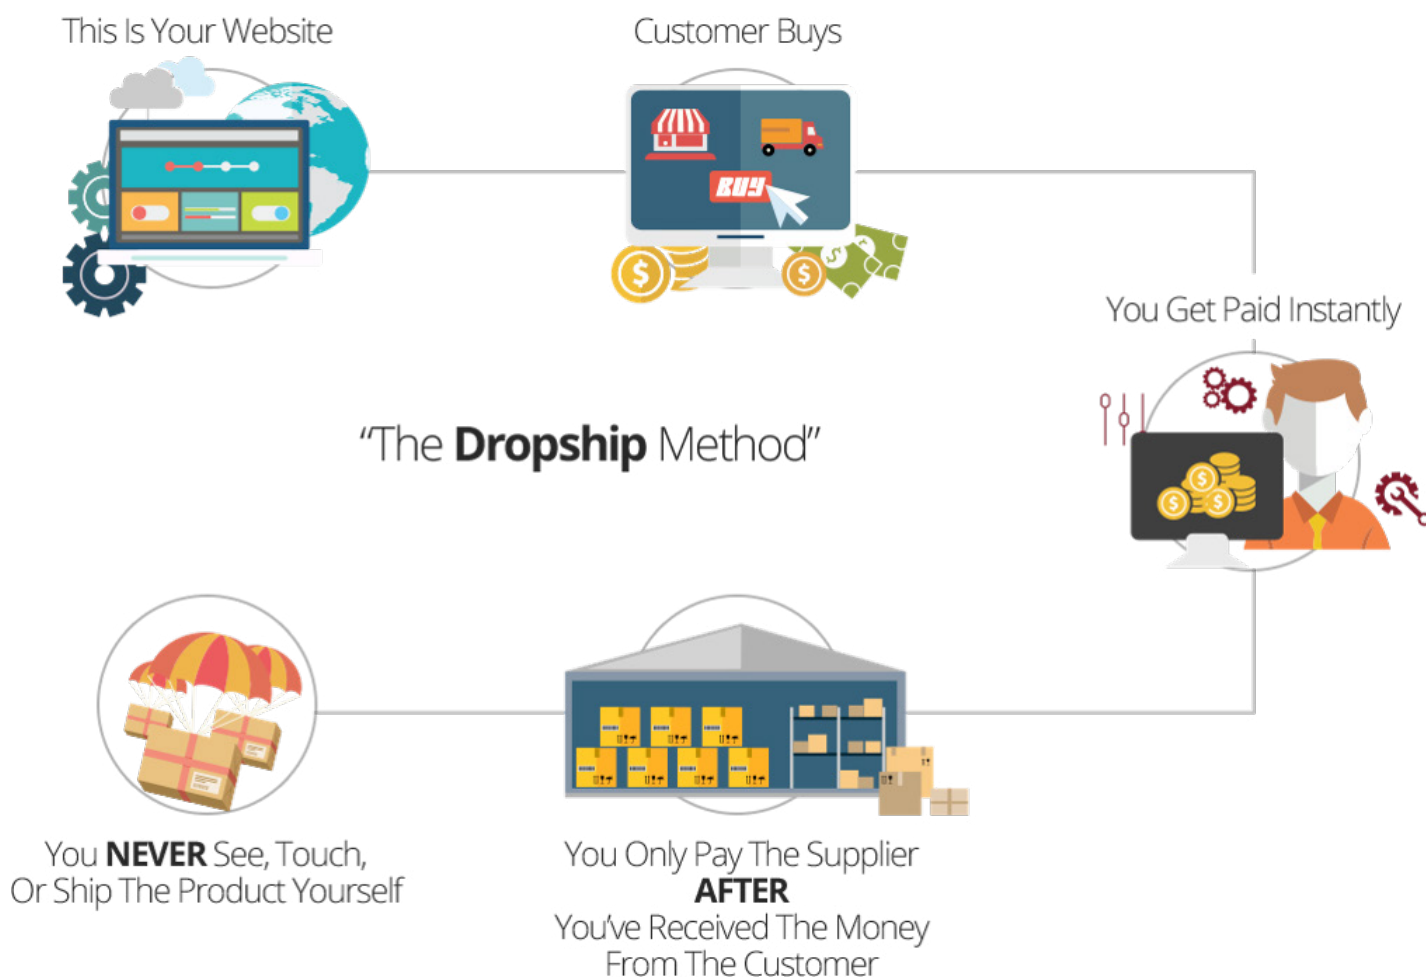 This Is Your Website
Customer Buys
BUY
You Get Paid Instantly
“The Dropship Method”
You NEVER See, Touch,
Or Ship The Product Yourself
You Only Pay The Supplier
AFTER
You’ve Received The Money
From The Customer